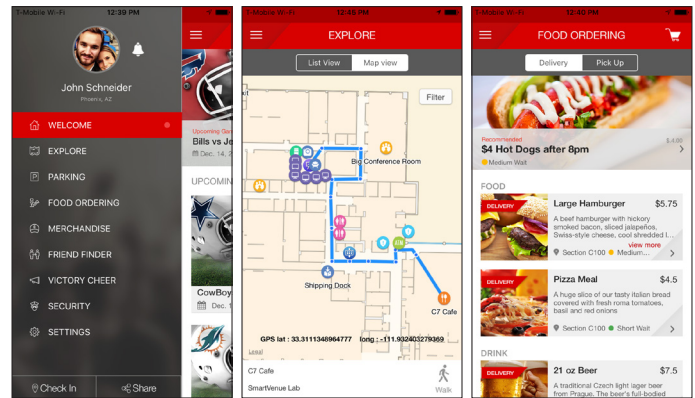 T-Mobile Wi-Fi 12:39 PM
John Schneider
Phoenix, AZ
WELCOME
EXPLORE
PARKING
FOOD ORDERING
MERCHANDISE
FRIEND FINDER
VICTORY CHEER
SECURITY
SETTINGS
Check In
Share
Upcoming
Bills vs Je
Dec. 14, 2
UPCOMIN
CowBoy
Dec. 1
T-Mobile Wi-Fi
EXPLORE
List View
Map view
Filter
Big Conference Room
Shipping Dock
C7 Cafe
GPS lat : 33.3111348964777 long : -111.932403279369
Legal
C7 Cafe
SmartVenue Lab
Walk
T-Mobile Wi-Fi 12:10 PM
FOOD ORDERING
Delivery
Pick Up
Recommended
$4 Hot Dogs after 8pm
Medium Wait
FOOD
DELIVERY
Large Hamburger $5.75
A beef hamburger with hickory
smoked bacon, sliced jalapeños,
Swiss-style cheese, cool shredded l...
view more
Section C100 Medium...
DELIVERY
Pizza Meal $4.5
A huge slice of our tasty italian bread
covered with fresh roma tomatoes,
basil and red onions
Section C100 Short Wait
DRINK
DELIVERY
21 oz Beer $7.5
A traditional Czech light lager beer
from Prague. The beer's full-bodied